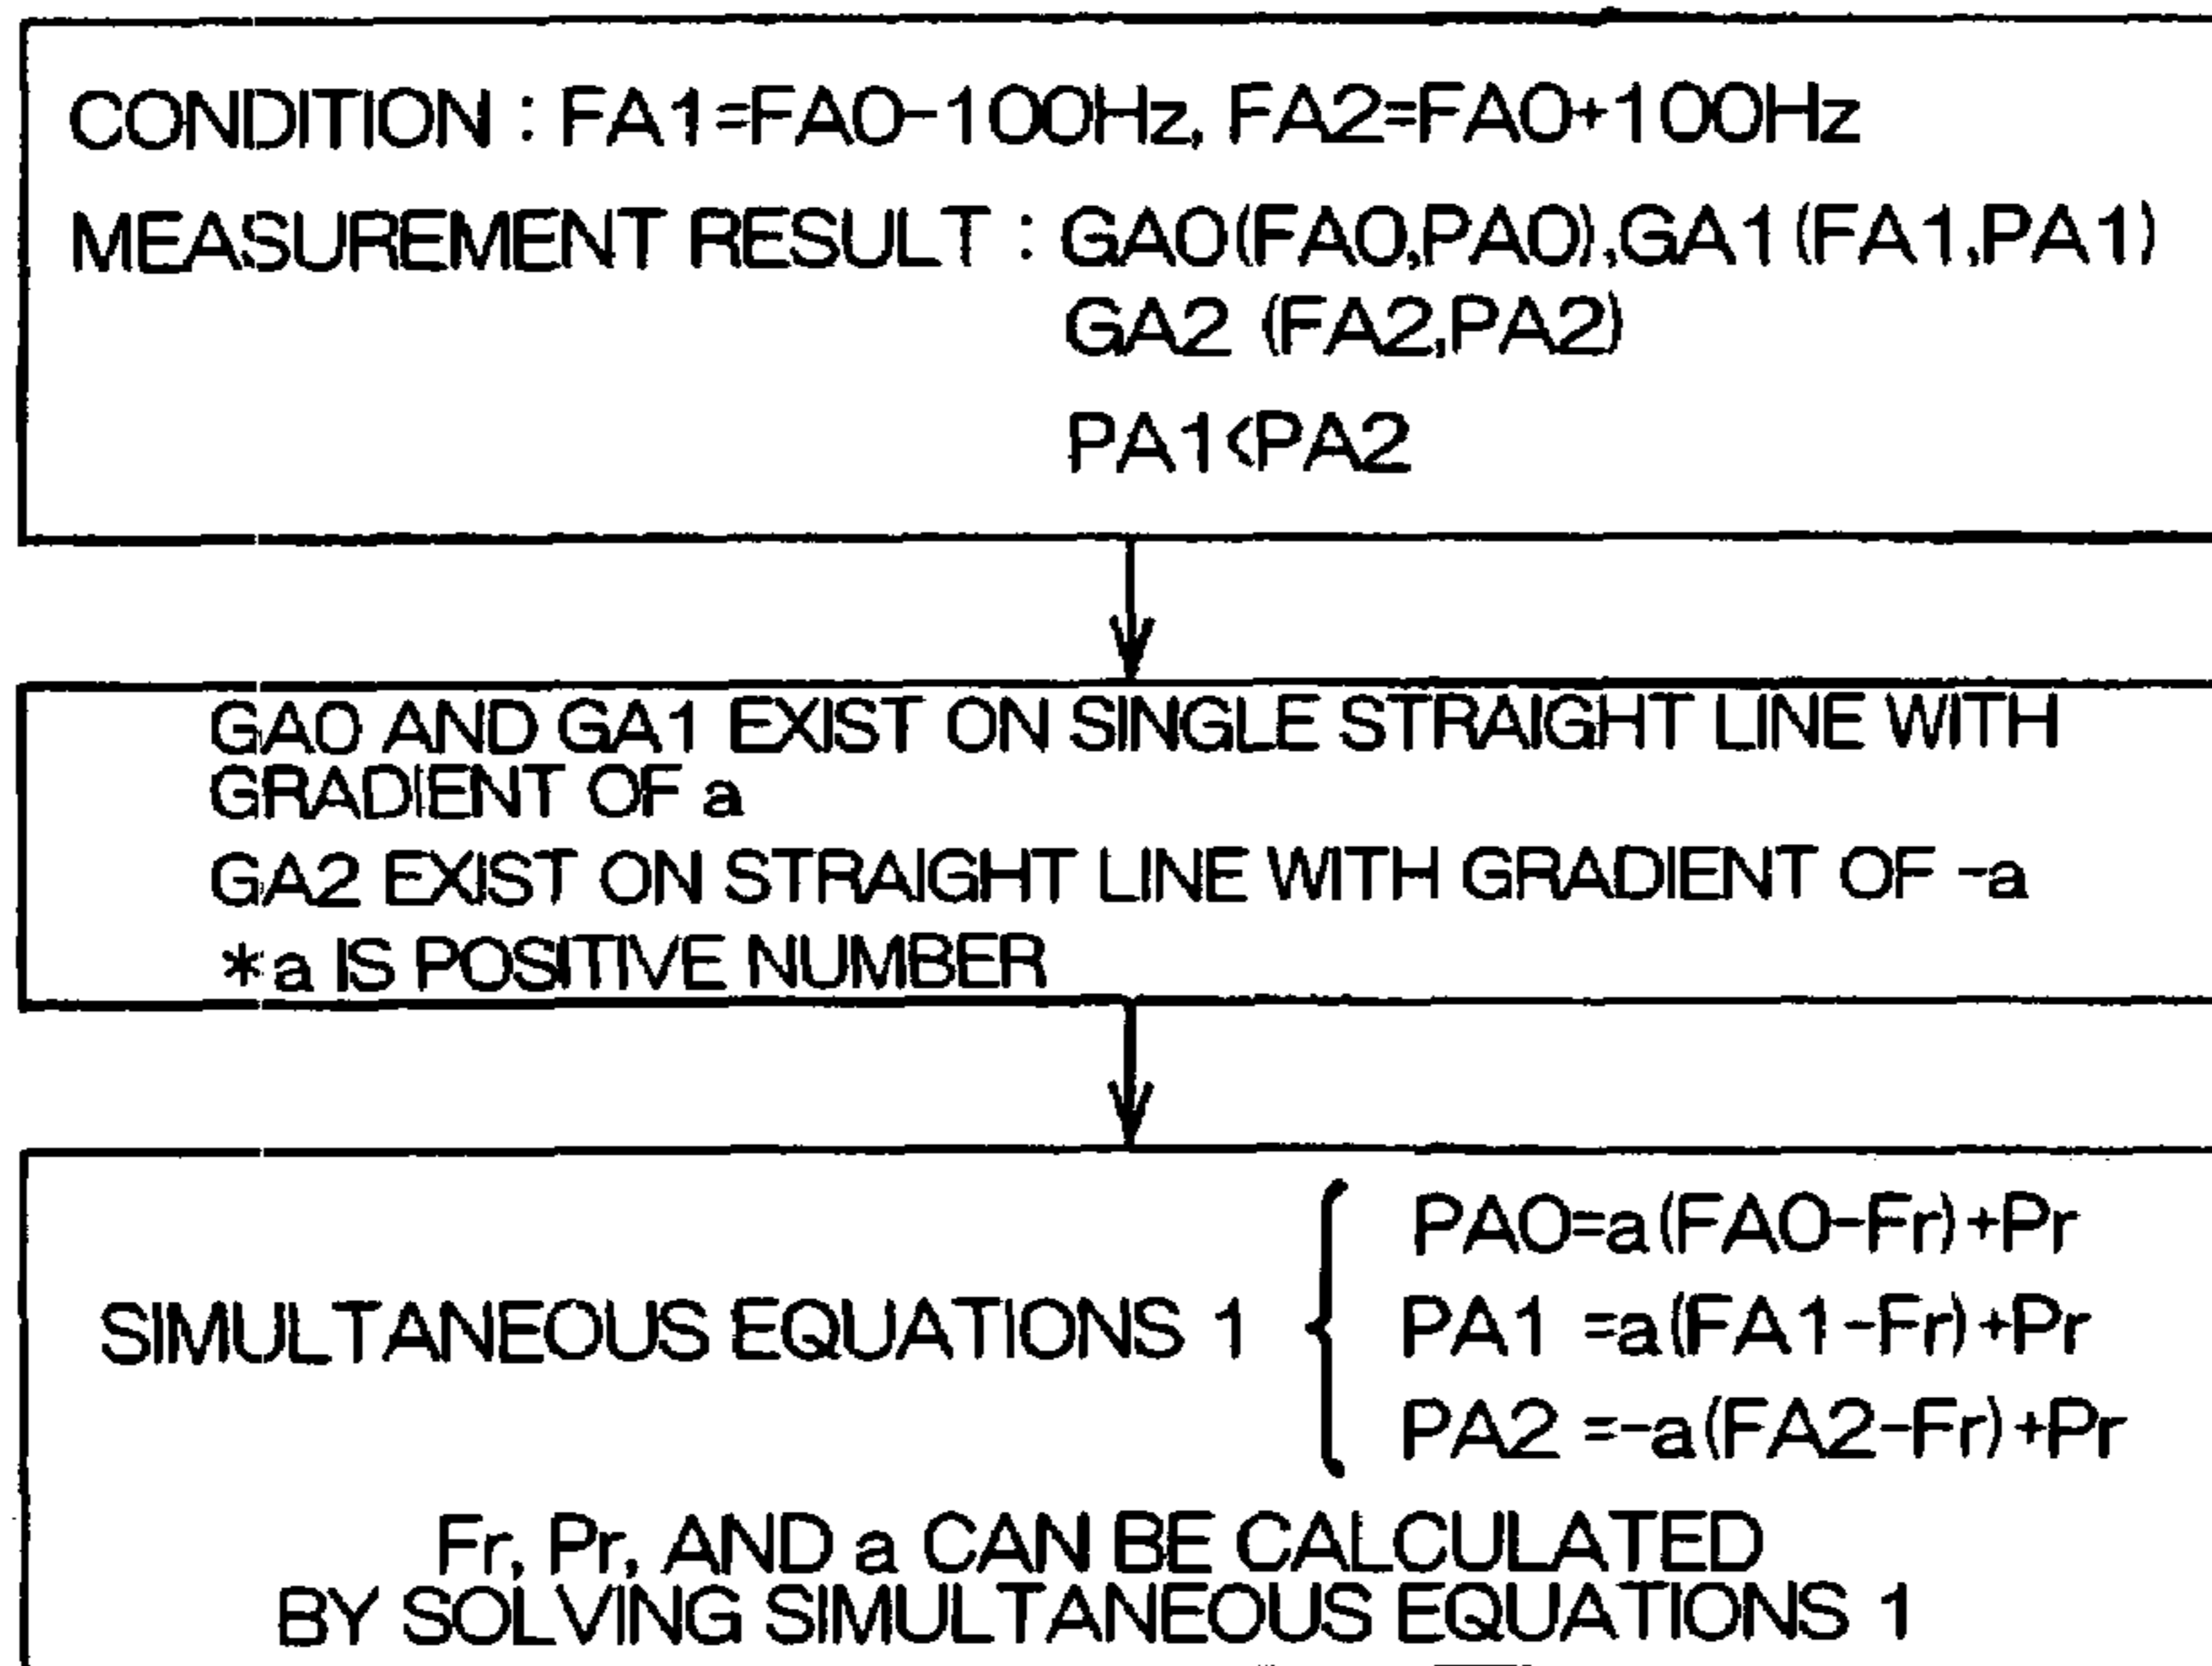 CONDITION : FA1=FA0-100Hz, FA2=FA0+100Hz
MEASUREMENT RESULT : GA0(FA0,PA0),GA1(FA1,PA1)
GA2 (FA2,PA2)
PA1<PA2
GA0 AND GA1 EXIST ON SINGLE STRAIGHT LINE WITH
GRADIENT OF a
GA2 EXIST ON STRAIGHT LINE WITH GRADIENT OF -a
*a IS POSITIVE NUMBER
PA0=a(FA0-Fr)+Pr
SIMULTANEOUS EQUATIONS 1 { PA1 =a(FA1-Fr)+Pr
PA2 =-a(FA2-Fr)+Pr
Fr, Pr, AND a CAN BE CALCULATED
BY SOLVING SIMULTANEOUS EQUATIONS 1